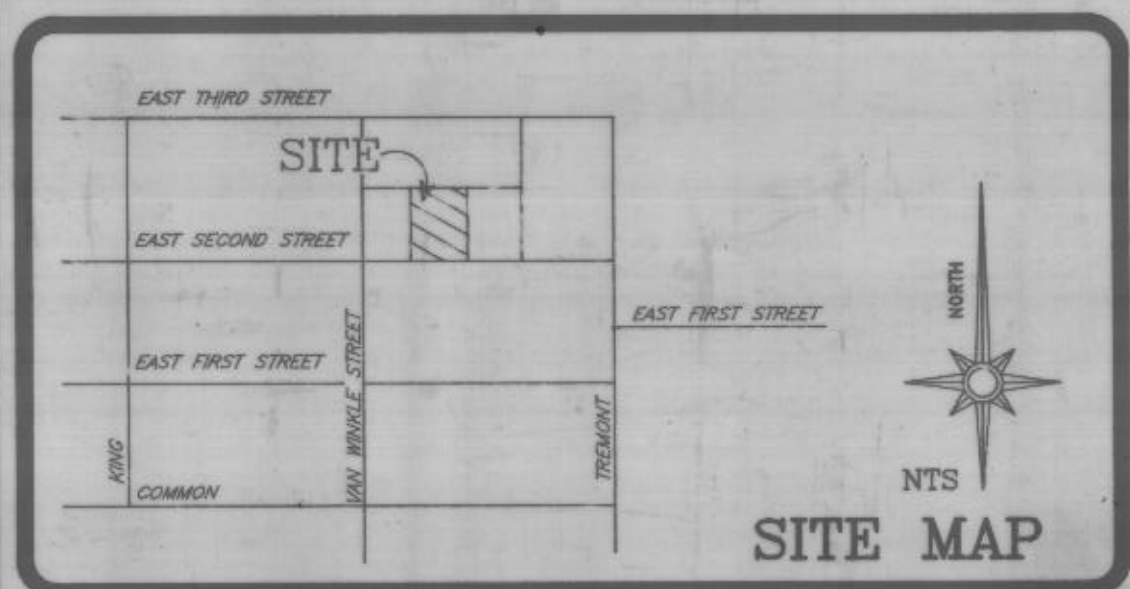 EAST THIRD STREET
SITE
EAST SECOND STREET
EAST FIRST STREET
EAST FIRST STREET
VAN WINKLE STREET
KING
TREMONT
COMMON
NORTH
NTS
SITE MAP